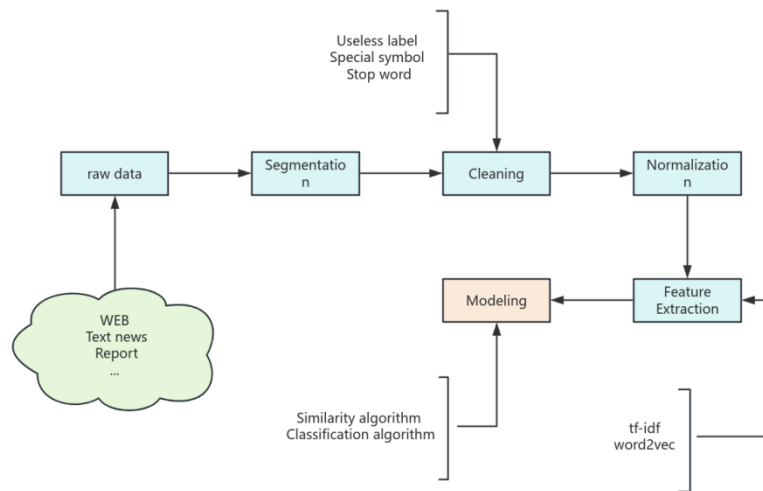 Useless label
Special symbol
Stop word
raw data
Segmentatio
n
Cleaning
Normalizatio
n
WEB
Text news
Report
...
Modeling
Feature
Extraction
Similarity algorithm
Classification algorithm
tf-idf
word2vec